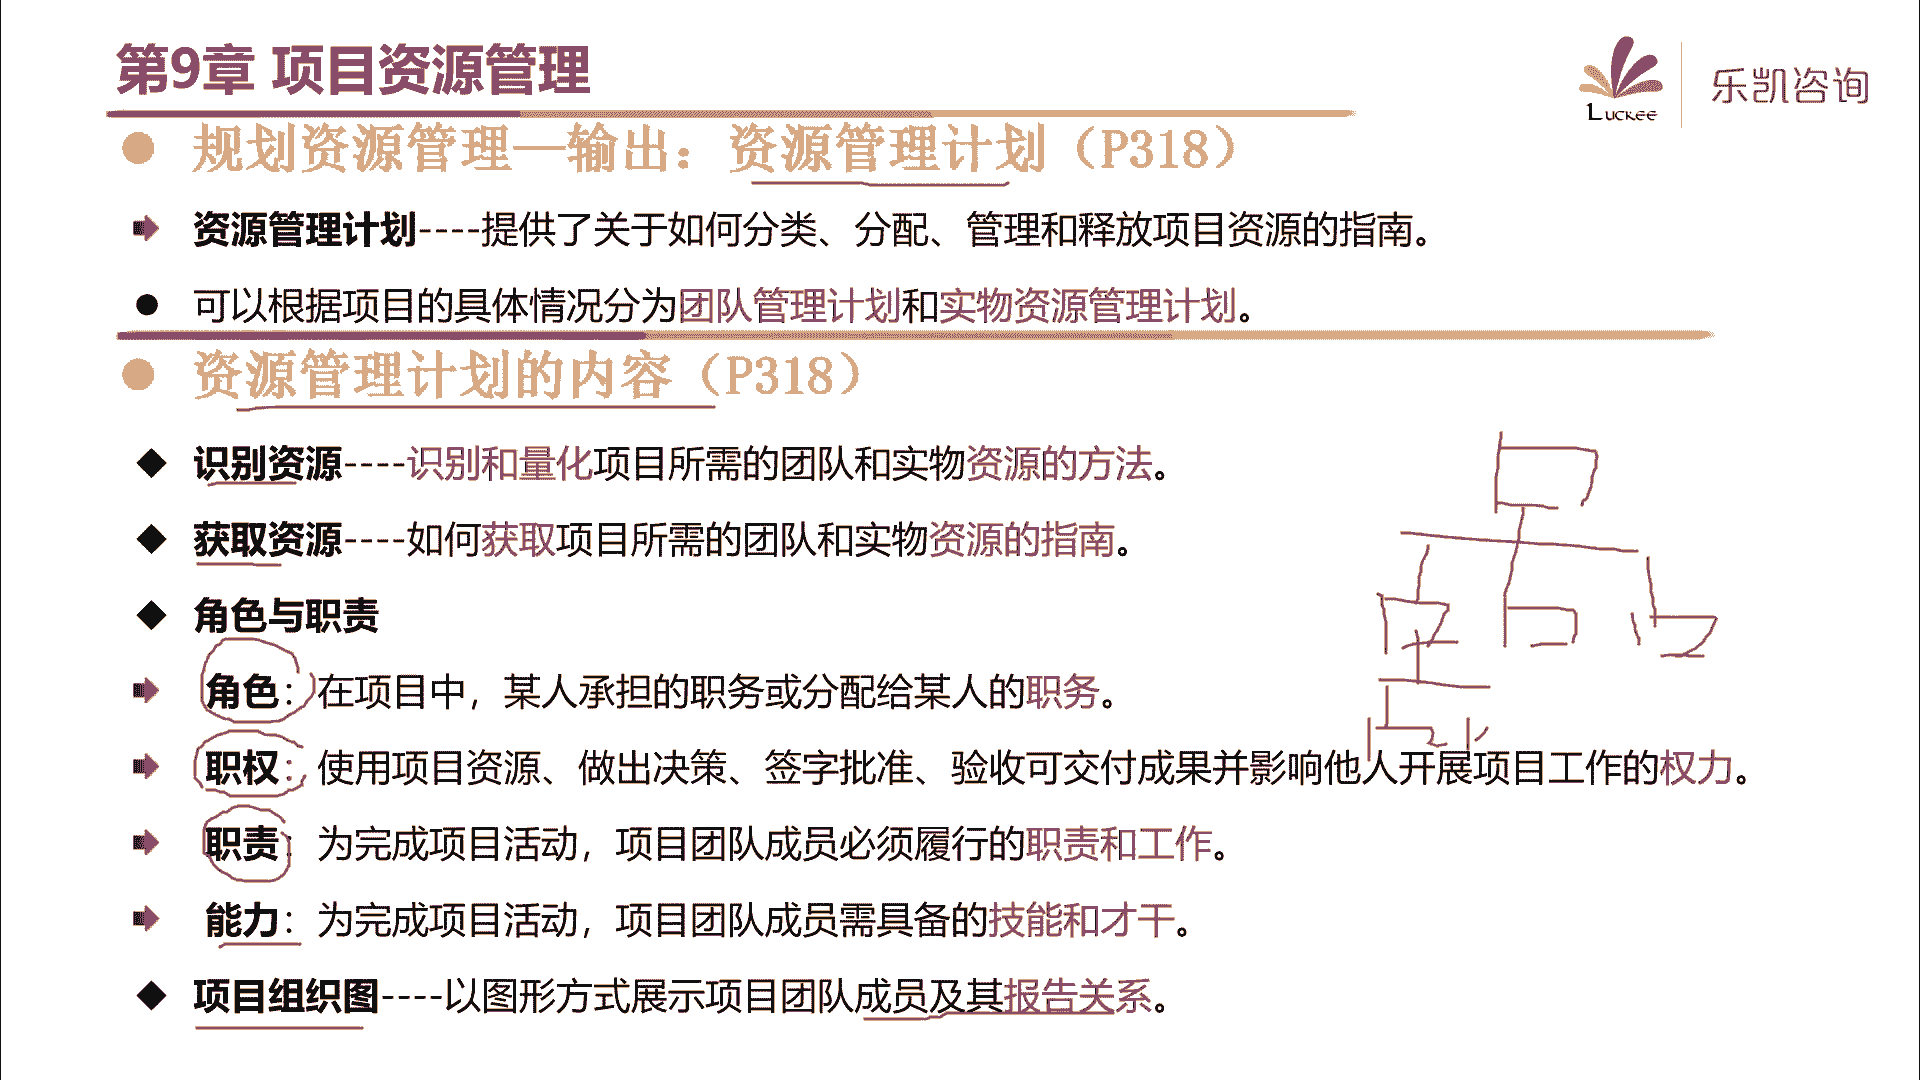 第9章 项目资源管理
LUCKEE
乐凯咨询
规划资源管理—输出：资源管理计划（P318）
资源管理计划----提供了关于如何分类、分配、管理和释放项目资源的指南。
可以根据项目的具体情况分为团队管理计划和实物资源管理计划。
资源管理计划的内容（P318）
识别资源----识别和量化项目所需的团队和实物资源的方法。
获取资源----如何获取项目所需的团队和实物资源的指南。
角色与职责
角色：在项目中，某人承担的职务或分配给某人的职务。
职权：使用项目资源、做出决策、签字批准、验收可交付成果并影响他人开展项目工作的权力。
职责：为完成项目活动，项目团队成员必须履行的职责和工作。
能力：为完成项目活动，项目团队成员需具备的技能和才干。
项目组织图----以图形方式展示项目团队成员及其报告关系。